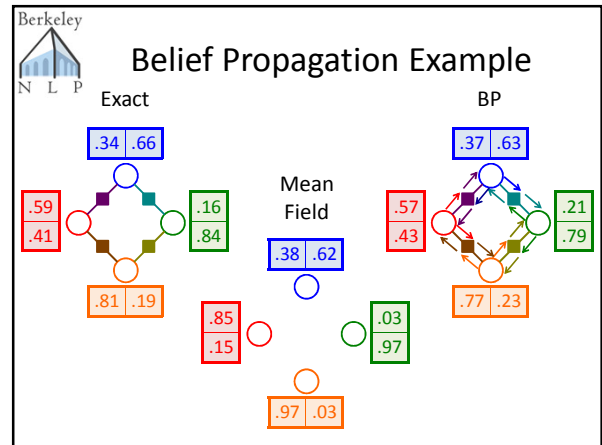 Berkeley
N L P
Belief Propagation Example
Exact
.34 .66
.59
.41
.16
.84
.81 .19
Mean
Field
.38 .62
.85
.15
.03
.97
.97 .03
BP
.37 .63
.57
.43
.21
.79
.77 .23